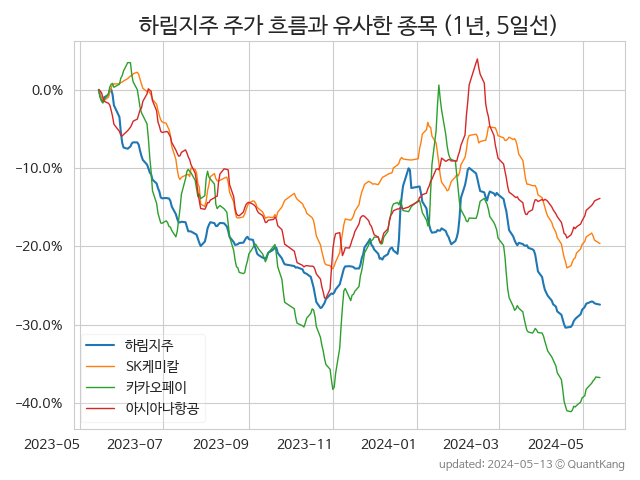 하림지주 주가 흐름과 유사한 종목 (1년, 5일선)
0.0%
−10.0%
−20.0%
−30.0%
−40.0%
하림지주
SK케미칼
카카오페이
아시아나항공
2023-05 2023-07 2023-09 2023-11 2024-01 2024-03 2024-05
updated: 2024-05-13 © QuantKang